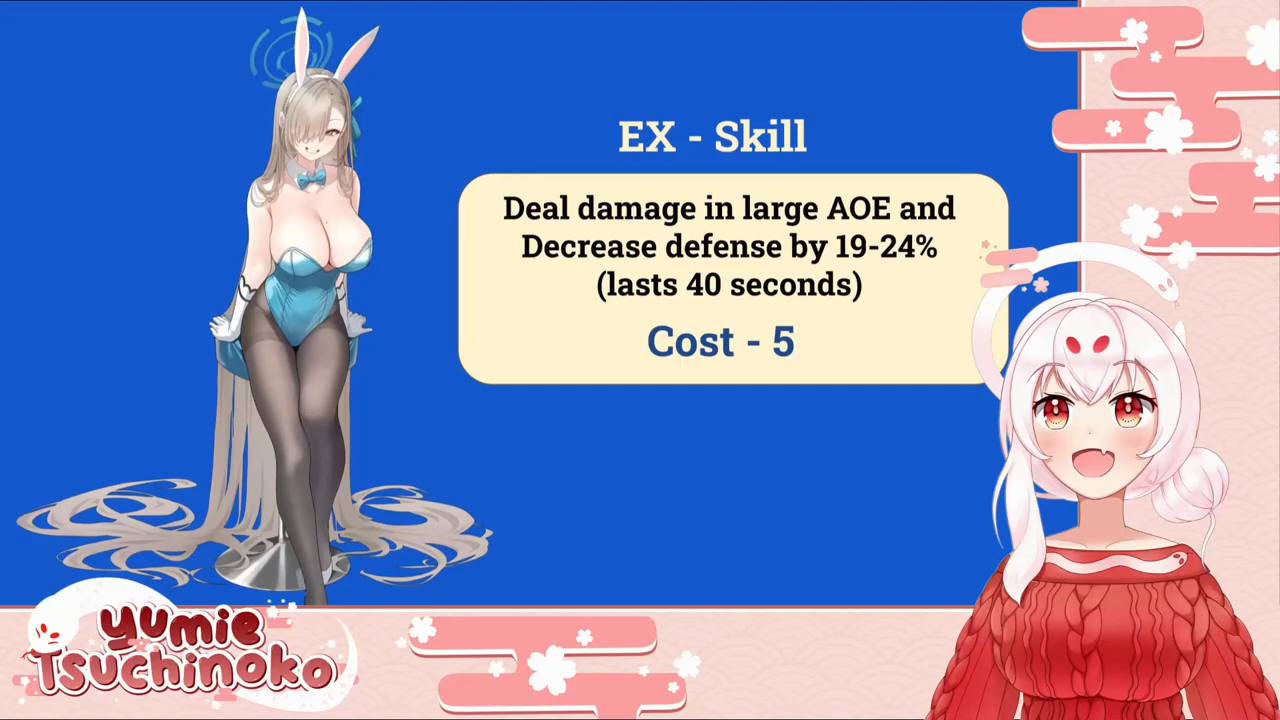 EX - Skill
Deal damage in large AOE and
Decrease defense by 19-24%
(lasts 40 seconds)
Cost - 5
yumie
Tsuchinoko